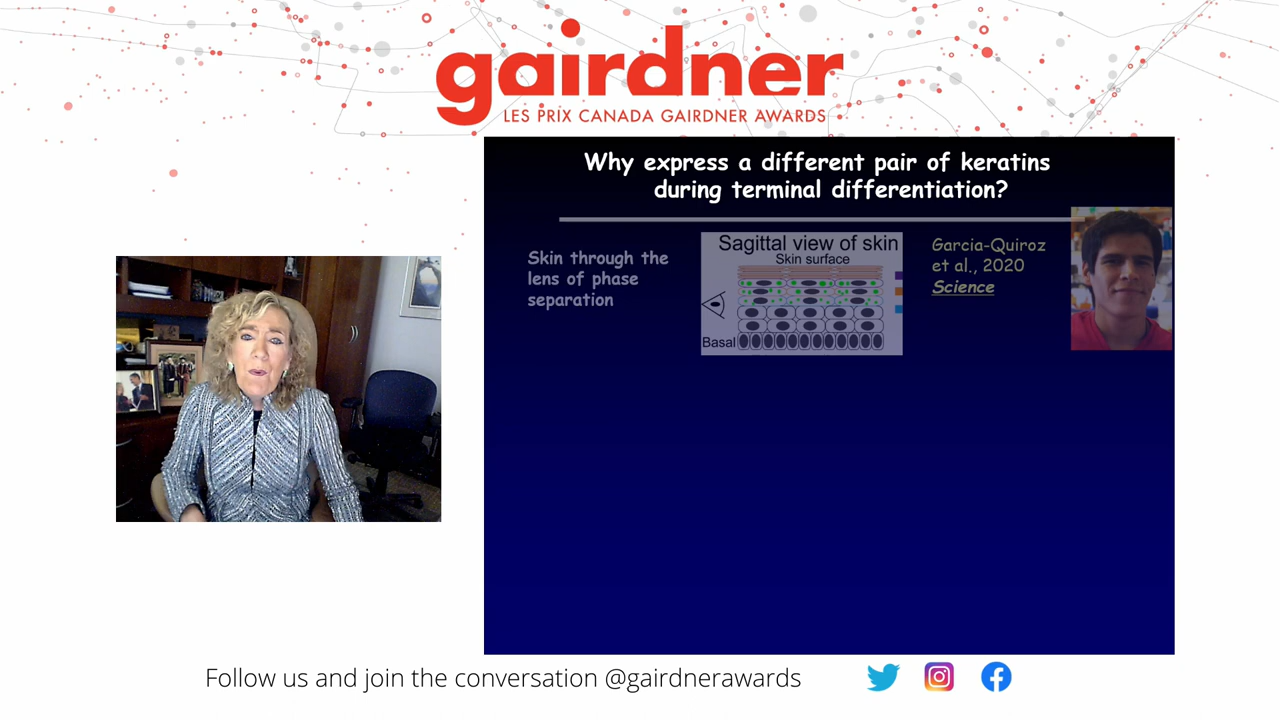 gairdner
LES PRIX CANADA GAIRDNER AWARDS
Why express a different pair of keratins
during terminal differentiation?
Skin through the
lens of phase
separation
Sagittal view of skin
Skin surface
Basal
Garcia-Quiroz
et al., 2020
Science
Follow us and join the conversation @gairdnerawards